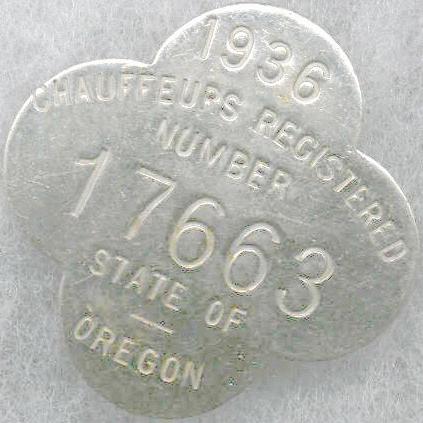 1936
CHAUFFEURS REGISTERED
NUMBER
17663
STATE OF
OREGON